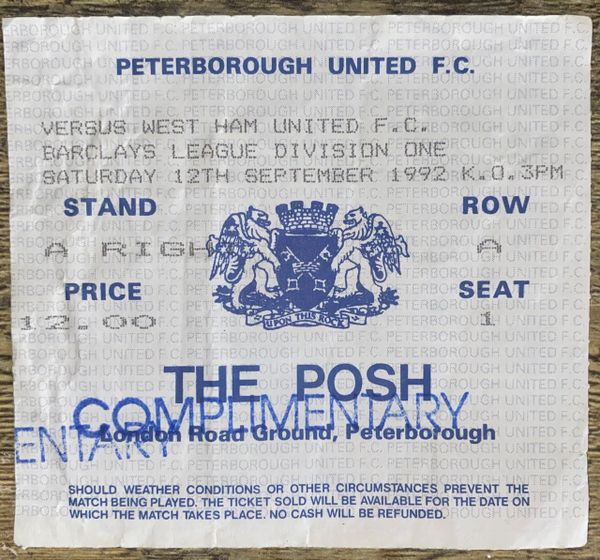 PETERBOROUGH UNITED F.C.
VERSUS WEST HAM UNITED F.C.
BARCLAYS LEAGUE DIVISION ONE
SATURDAY 12TH SEPTEMBER 1992 K.O.3PM
STAND ROW
A RIGH A
PRICE SEAT
12.00 1
UPON THIS ROCK
THE POSH
COMPLIMENTARY
ENTARY
London Road Ground, Peterborough
SHOULD WEATHER CONDITIONS OR OTHER CIRCUMSTANCES PREVENT THE
MATCH BEING PLAYED. THE TICKET SOLD WILL BE AVAILABLE FOR THE DATE ON
WHICH THE MATCH TAKES PLACE. NO CASH WILL BE REFUNDED.